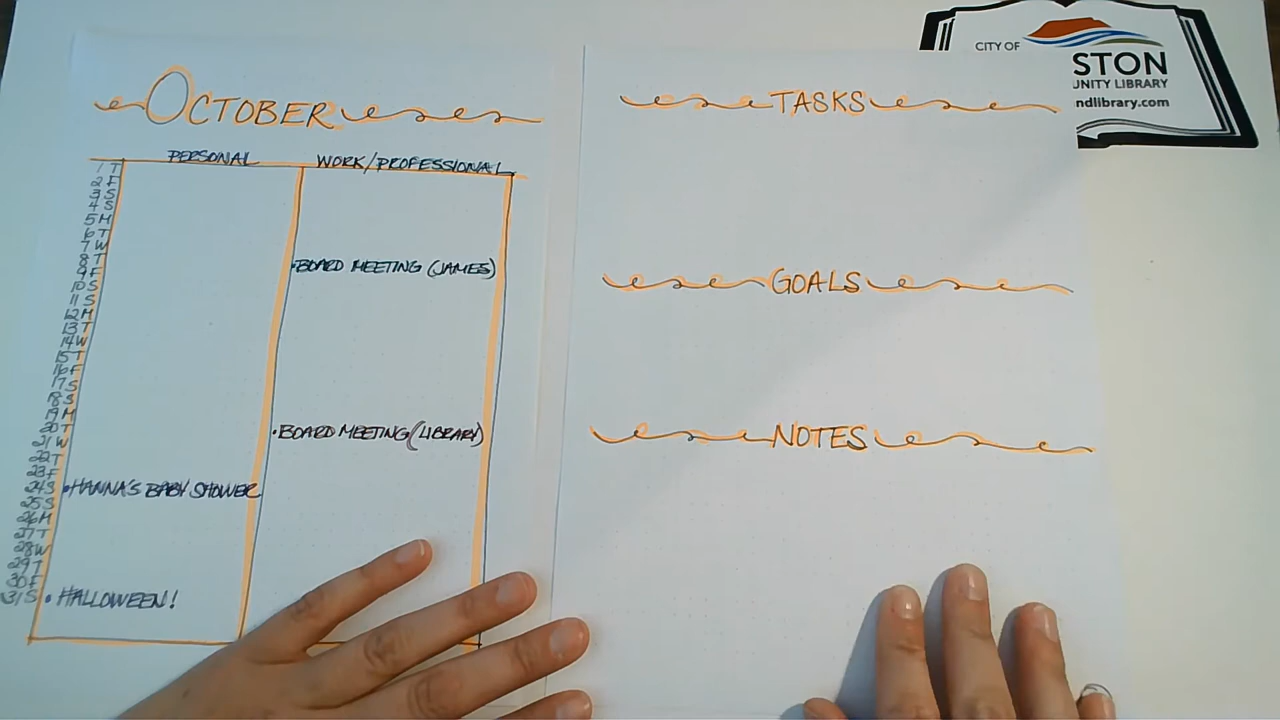 OCTOBER
PERSONAL WORK/PROFESSIONAL
1 T
2 F
3 S
4 S
5 M
6 T
7 W
8 T
9 F
10 S
11 S
12 M
13 T
14 W
15 T
16 F
17 S
18 S
19 M
20 T
21 W
22 T
23 F
24 S
25 S
26 M
27 T
28 W
29 T
30 F
31 S
• BOARD MEETING (JAMES)
• BOARD MEETING (LIBRARY)
• HANNA'S BABY SHOWER
• HALLOWEEN!
TASKS
GOALS
NOTES
CITY OF
STON
UNITY LIBRARY
ndlibrary.com